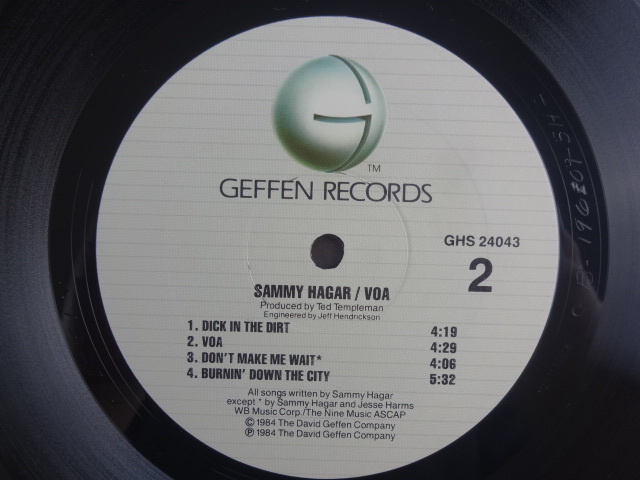 G
TM
GEFFEN RECORDS
GHS 24043
2
SAMMY HAGAR / VOA
Produced by Ted Templeman
Engineered by Jeff Hendrickson
1. DICK IN THE DIRT 4:19
2. VOA 4:29
3. DON'T MAKE ME WAIT* 4:06
4. BURNIN' DOWN THE CITY 5:32
All songs written by Sammy Hagar
except * by Sammy Hagar and Jesse Harms
WB Music Corp./The Nine Music ASCAP
© 1984 The David Geffen Company
℗ 1984 The David Geffen Company